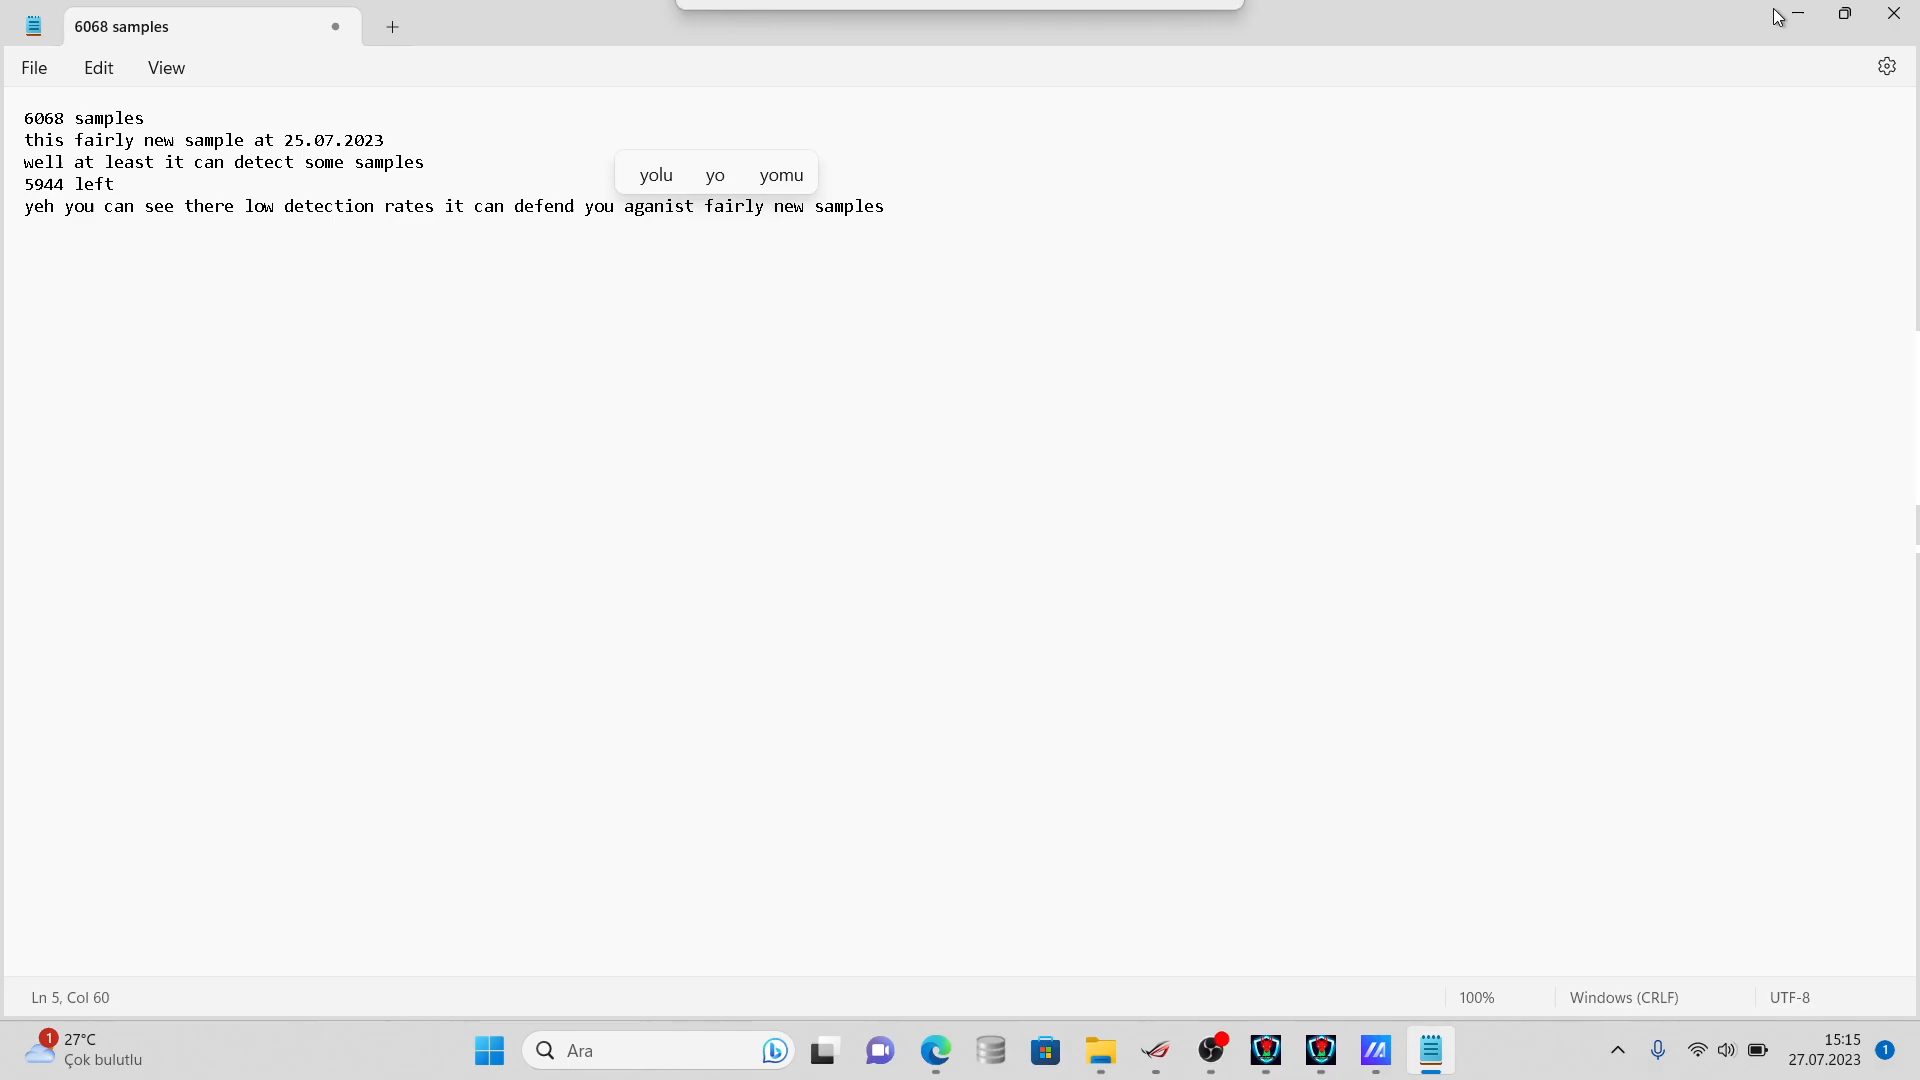 6068 samples
File Edit View
6068 samples
this fairly new sample at 25.07.2023
well at least it can detect some samples
5944 left
yolu yo yomu
yeh you can see there low detection rates it can defend you aganist fairly new samples
Ln 5, Col 60
100%
Windows (CRLF)
UTF-8
1
27°C
Çok bulutlu
Ara
15:15
27.07.2023
1